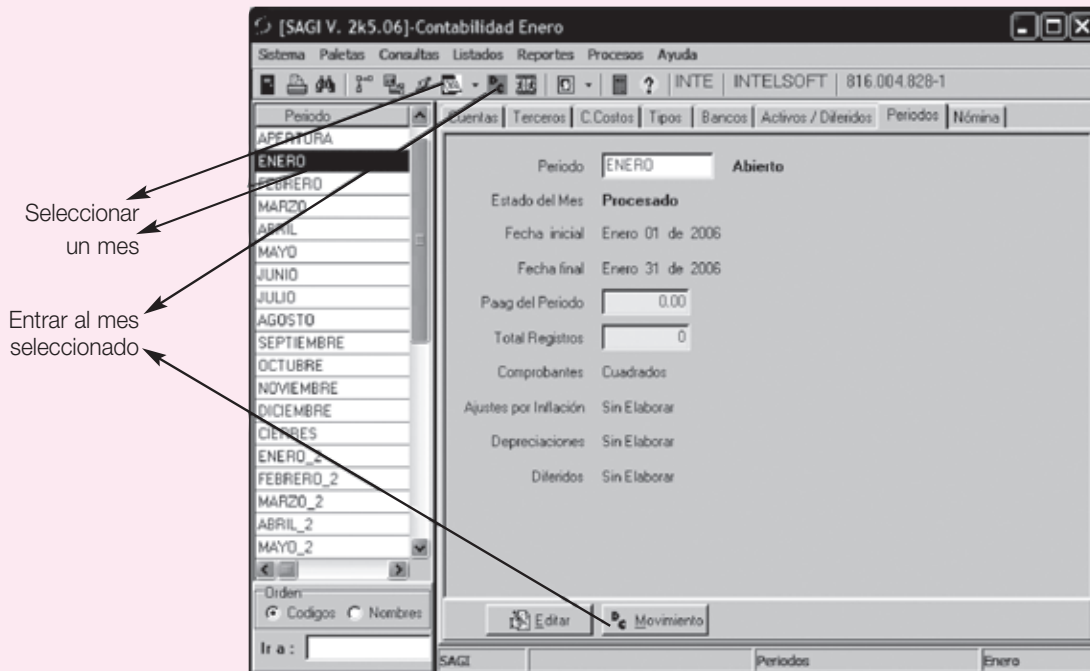 [SAGI V. 2k5.06]-Contabilidad Enero
Sistema Paletas Consultas Listados Reportes Procesos Ayuda
INTE INTELSOFT 816.004.828-1
Periodo
Cuentas Terceros C.Costos Tipos Bancos Activos / Diferidos Periodos Nómina
APERTURA
ENERO
FEBRERO
MARZO
ABRIL
MAYO
JUNIO
JULIO
AGOSTO
SEPTIEMBRE
OCTUBRE
NOVIEMBRE
DICIEMBRE
CIERRES
ENERO_2
FEBRERO_2
MARZO_2
ABRIL_2
MAYO_2
Periodo ENERO Abierto
Estado del Mes Procesado
Fecha inicial Enero 01 de 2006
Fecha final Enero 31 de 2006
Paag del Periodo 0.00
Total Registros 0
Comprobantes Cuadrados
Ajustes por Inflación Sin Elaborar
Depreciaciones Sin Elaborar
Diferidos Sin Elaborar
Seleccionar
un mes
Entrar al mes
seleccionado
Orden
Codigos Nombres
Ir a :
Editar Movimiento
SAGI Periodos Enero